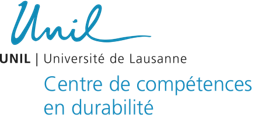 Unil
UNIL | Université de Lausanne
Centre de compétences
en durabilité